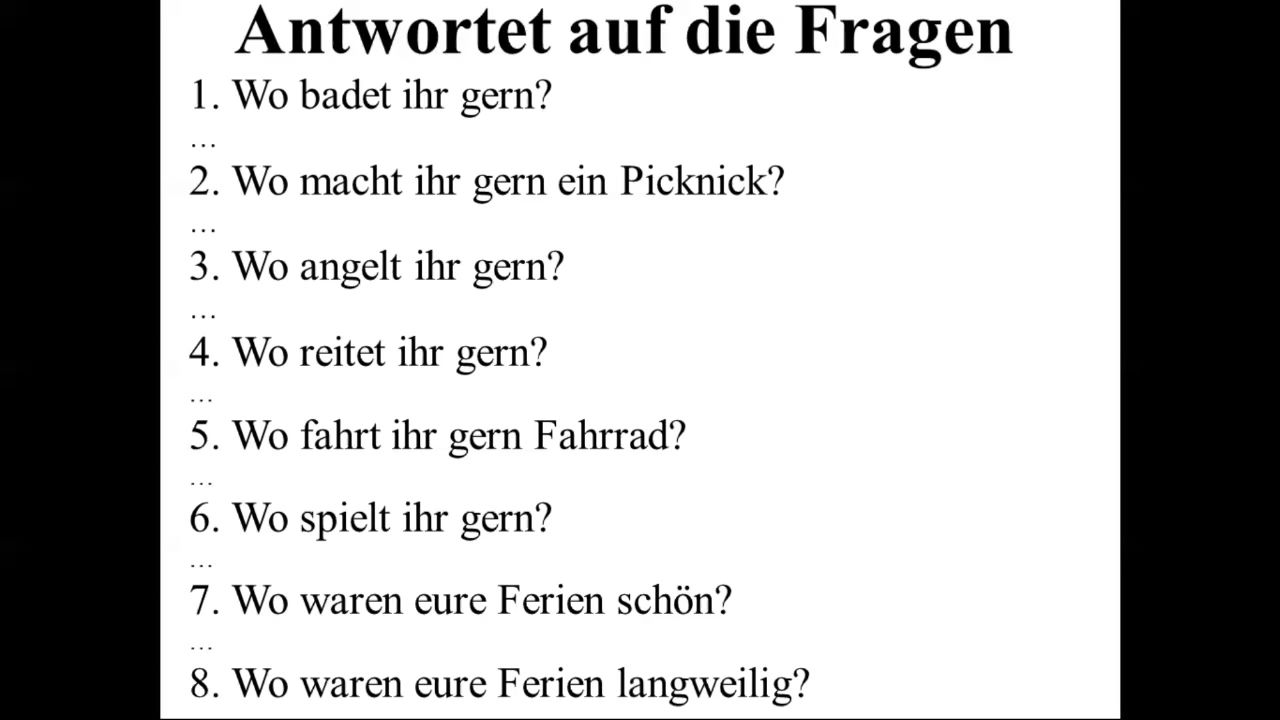 Antwortet auf die Fragen
1. Wo badet ihr gern?
…
2. Wo macht ihr gern ein Picknick?
…
3. Wo angelt ihr gern?
…
4. Wo reitet ihr gern?
…
5. Wo fahrt ihr gern Fahrrad?
…
6. Wo spielt ihr gern?
…
7. Wo waren eure Ferien schön?
…
8. Wo waren eure Ferien langweilig?